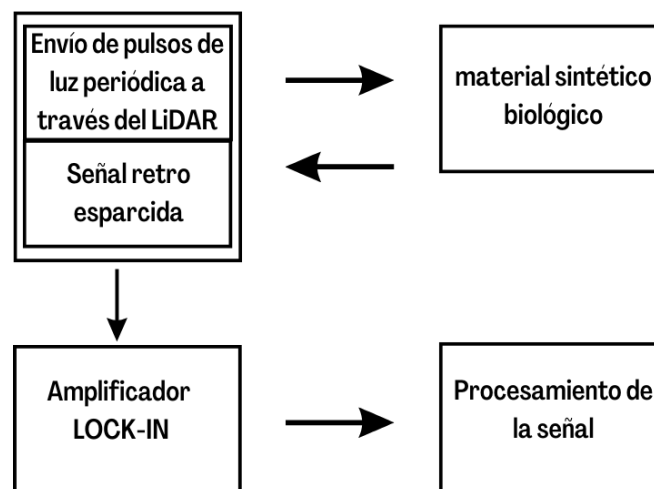 Envío de pulsos de
luz periódica a
través del LiDAR
Señal retro
esparcida
material sintético
biológico
Amplificador
LOCK-IN
Procesamiento de
la señal